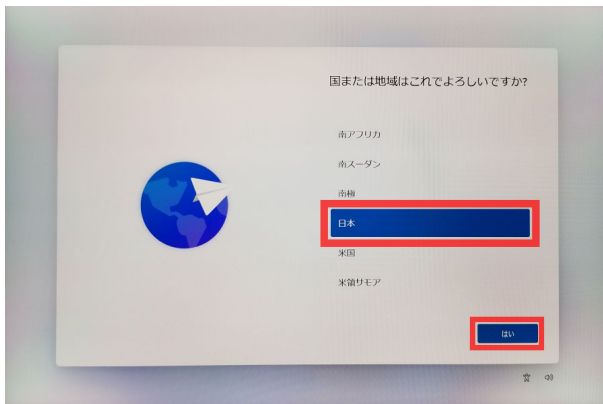 国または地域はこれでよろしいですか?
南アフリカ
南スーダン
南極
日本
米国
米領サモア
はい